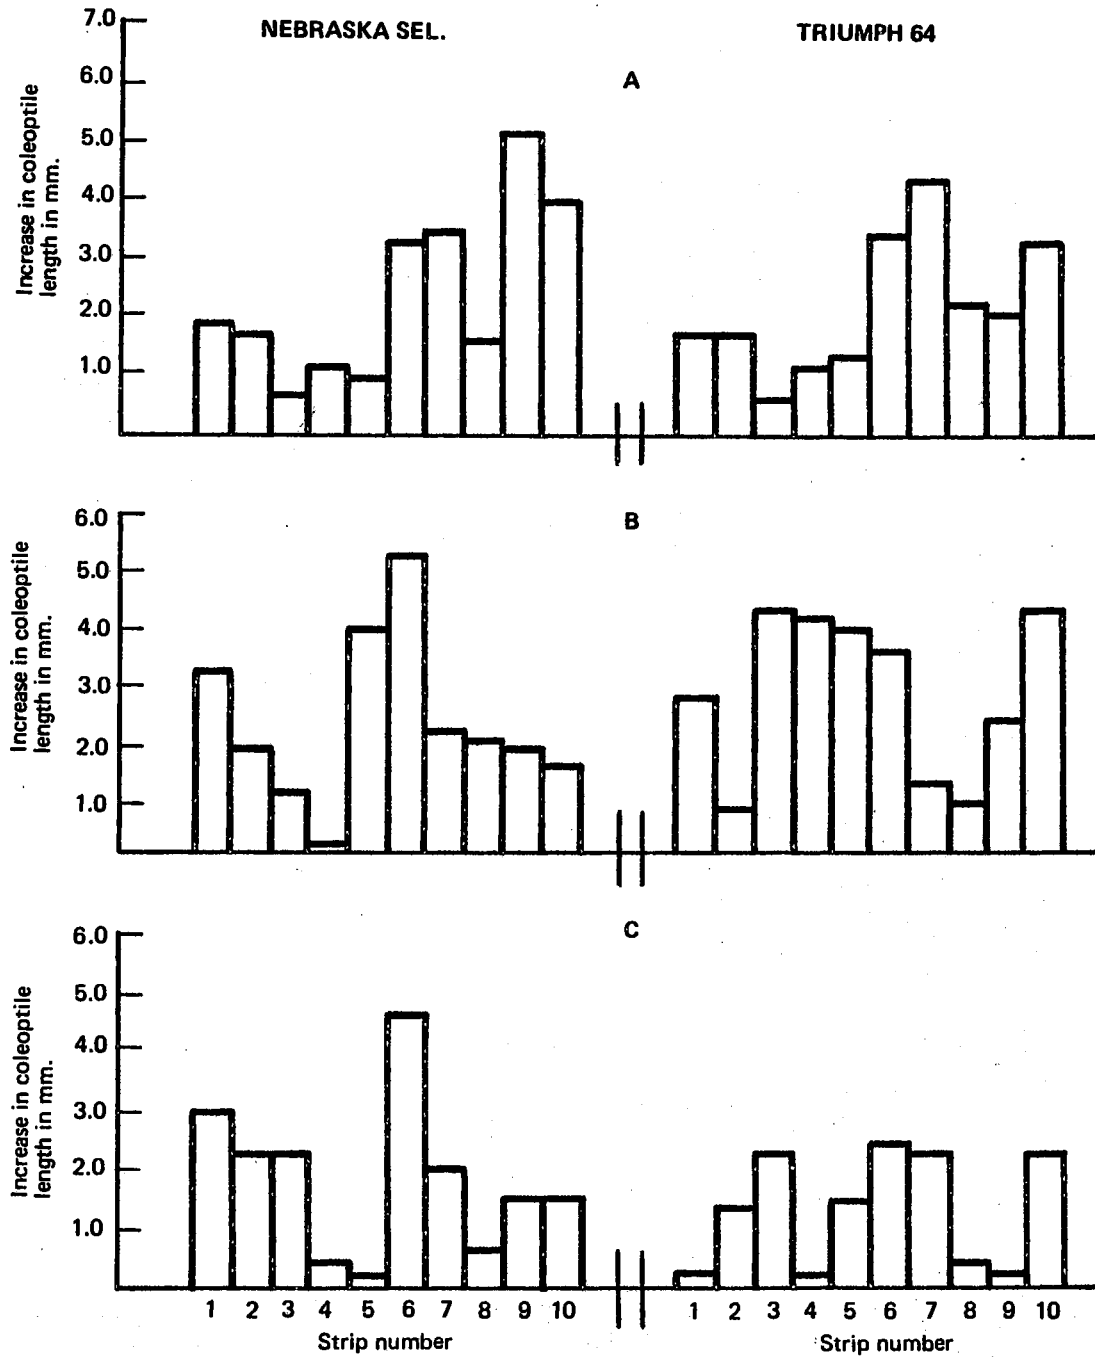 NEBRASKA SEL.
TRIUMPH 64
A
7.0
6.0
5.0
4.0
3.0
2.0
1.0
Increase in coleoptile
length in mm.
B
6.0
5.0
4.0
3.0
2.0
1.0
Increase in coleoptile
length in mm.
C
6.0
5.0
4.0
3.0
2.0
1.0
Increase in coleoptile
length in mm.
1 2 3 4 5 6 7 8 9 10
Strip number
1 2 3 4 5 6 7 8 9 10
Strip number